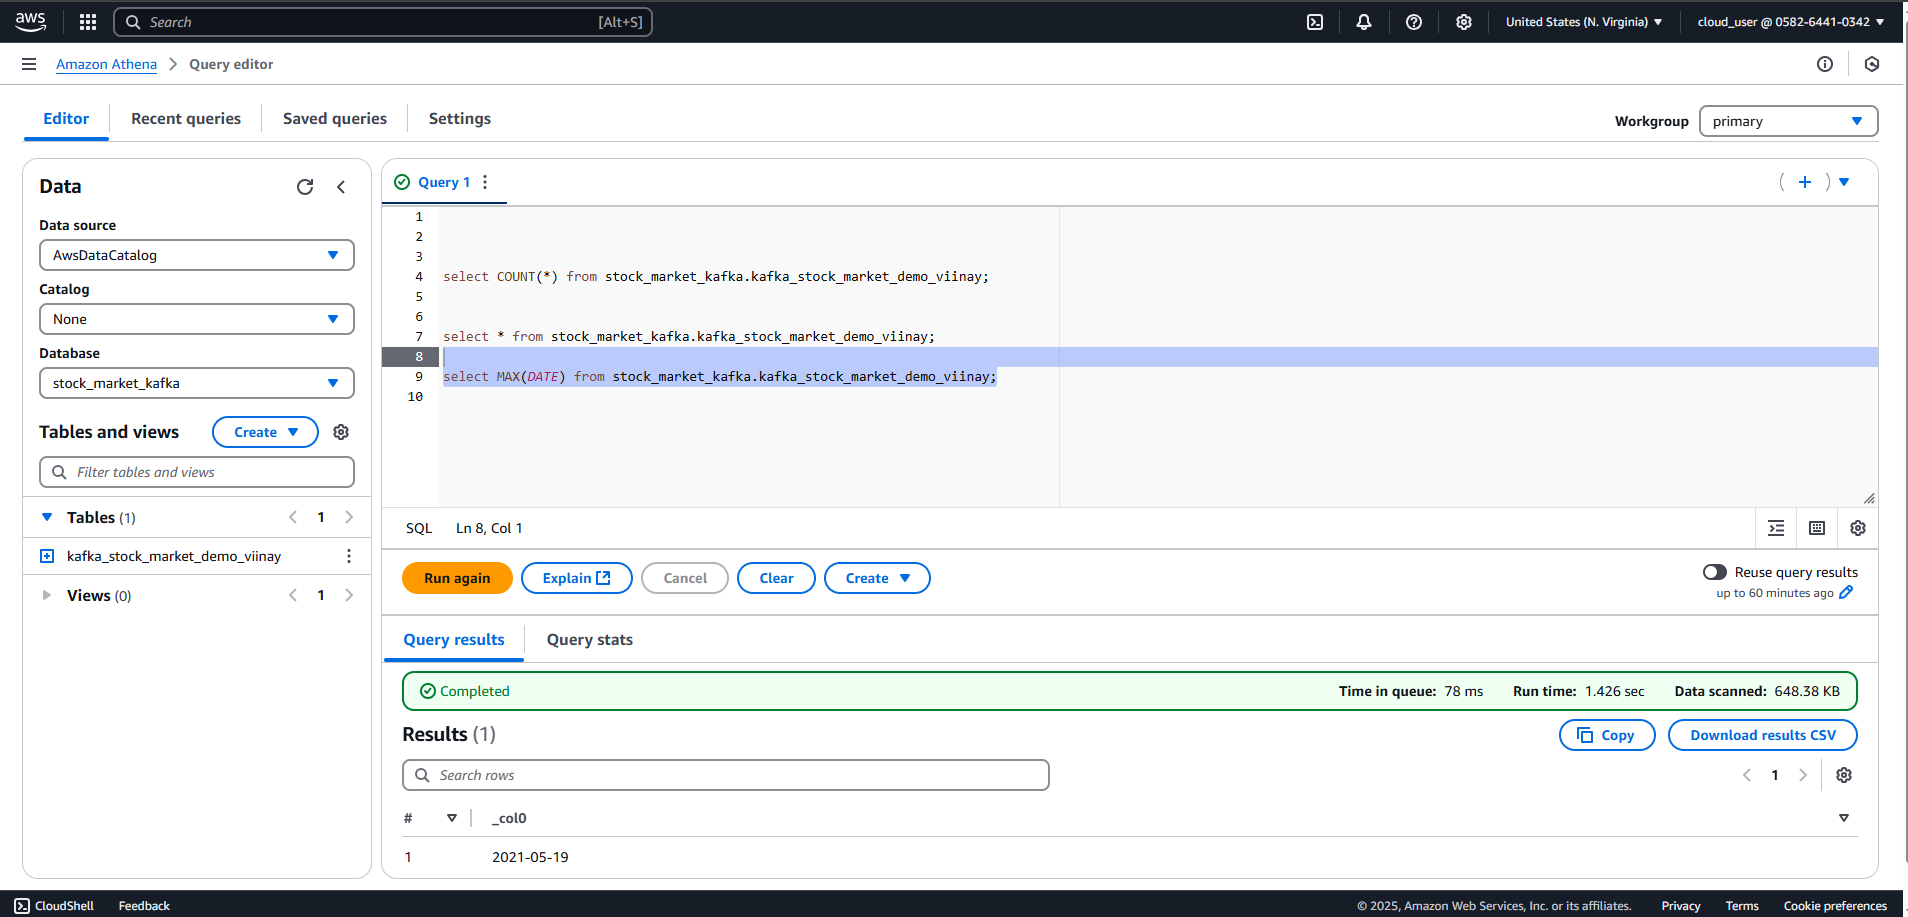 aws
Search
[Alt+S]
United States (N. Virginia)
cloud_user @ 0582-6441-0342
Amazon Athena
Query editor
Editor
Recent queries
Saved queries
Settings
Workgroup
primary
Data
Data source
AwsDataCatalog
Catalog
None
Database
stock_market_kafka
Tables and views
Create
Filter tables and views
Tables (1)
1
kafka_stock_market_demo_viinay
Views (0)
1
Query 1
1
2
3
4 select COUNT(*) from stock_market_kafka.kafka_stock_market_demo_viinay;
5
6
7 select * from stock_market_kafka.kafka_stock_market_demo_viinay;
8
9 select MAX(DATE) from stock_market_kafka.kafka_stock_market_demo_viinay;
10
SQL Ln 8, Col 1
Run again
Explain
Cancel
Clear
Create
Reuse query results
up to 60 minutes ago
Query results
Query stats
Completed
Time in queue: 78 ms
Run time: 1.426 sec
Data scanned: 648.38 KB
Results (1)
Copy
Download results CSV
Search rows
1
# _col0
1 2021-05-19
CloudShell
Feedback
© 2025, Amazon Web Services, Inc. or its affiliates.
Privacy
Terms
Cookie preferences